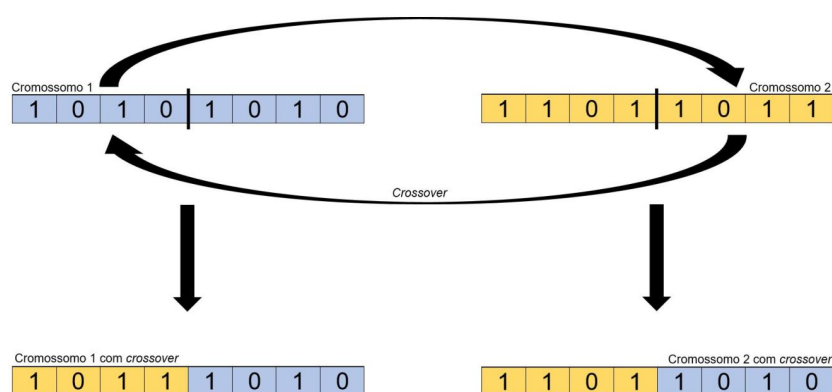 Cromossomo 1
1 0 1 0 1 0 1 0
Cromossomo 2
1 1 0 1 1 0 1 1
Crossover
Cromossomo 1 com crossover
1 0 1 1 1 0 1 0
Cromossomo 2 com crossover
1 1 0 1 1 0 1 0